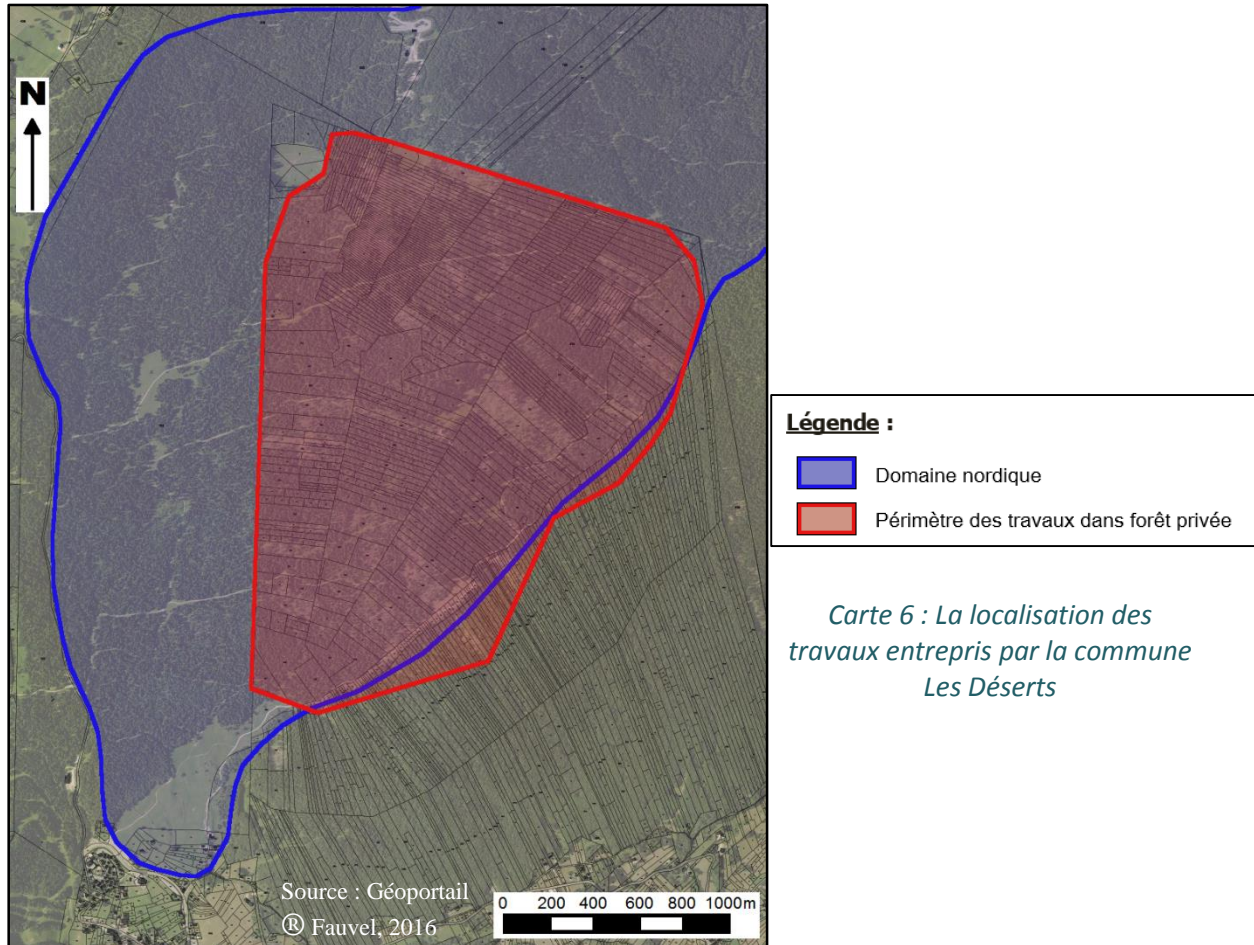 N
Source : Géoportail
® Fauvel, 2016
0 200 400 600 800 1000m
Légende :
Domaine nordique
Périmètre des travaux dans forêt privée
Carte 6 : La localisation des
travaux entrepris par la commune
Les Déserts